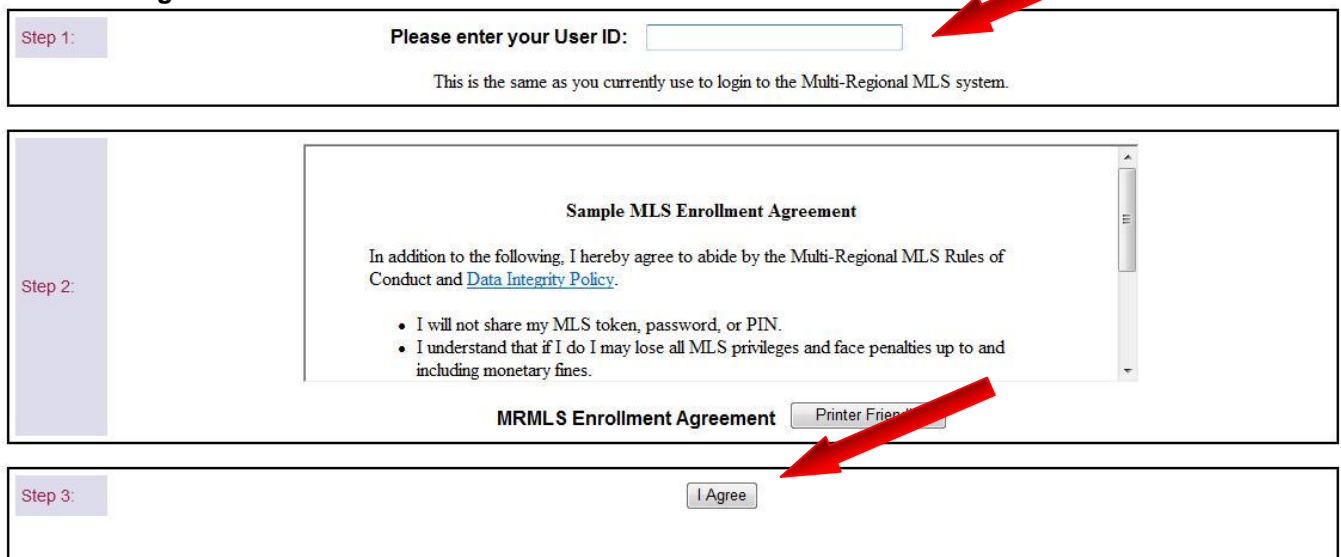 Step 1:
Please enter your User ID:
This is the same as you currently use to login to the Multi-Regional MLS system.
Step 2:
Sample MLS Enrollment Agreement
In addition to the following, I hereby agree to abide by the Multi-Regional MLS Rules of
Conduct and Data Integrity Policy.
• I will not share my MLS token, password, or PIN.
• I understand that if I do I may lose all MLS privileges and face penalties up to and
including monetary fines.
MRMLS Enrollment Agreement Printer
Step 3:
I Agree